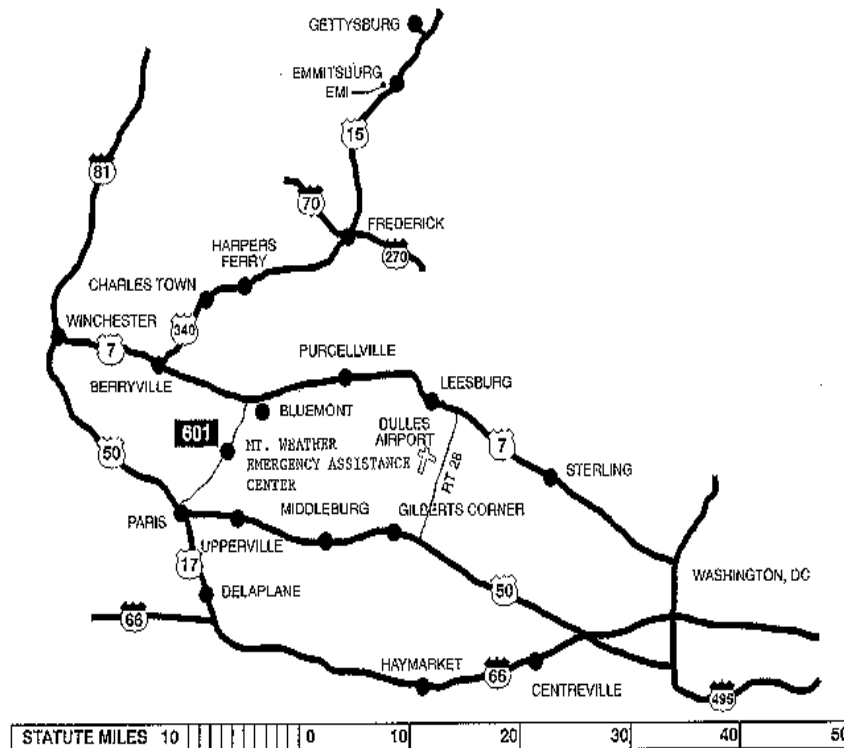 GETTYSBURG
EMMITSBURG
EMI
15
81
70
FREDERICK
HARPERS
FERRY
270
CHARLES TOWN
WINCHESTER
340
7
PURCELLVILLE
BERRYVILLE
LEESBURG
BLUEMONT
DULLES
AIRPORT
601
MT. WEATHER
EMERGENCY ASSISTANCE
CENTER
50
7
RT 28
STERLING
MIDDLEBURG
GILBERTS CORNER
PARIS
UPPERVILLE
17
WASHINGTON, DC
DELAPLANE
50
66
HAYMARKET
66
CENTREVILLE
495
STATUTE MILES 10 0 10 20 30 40 50